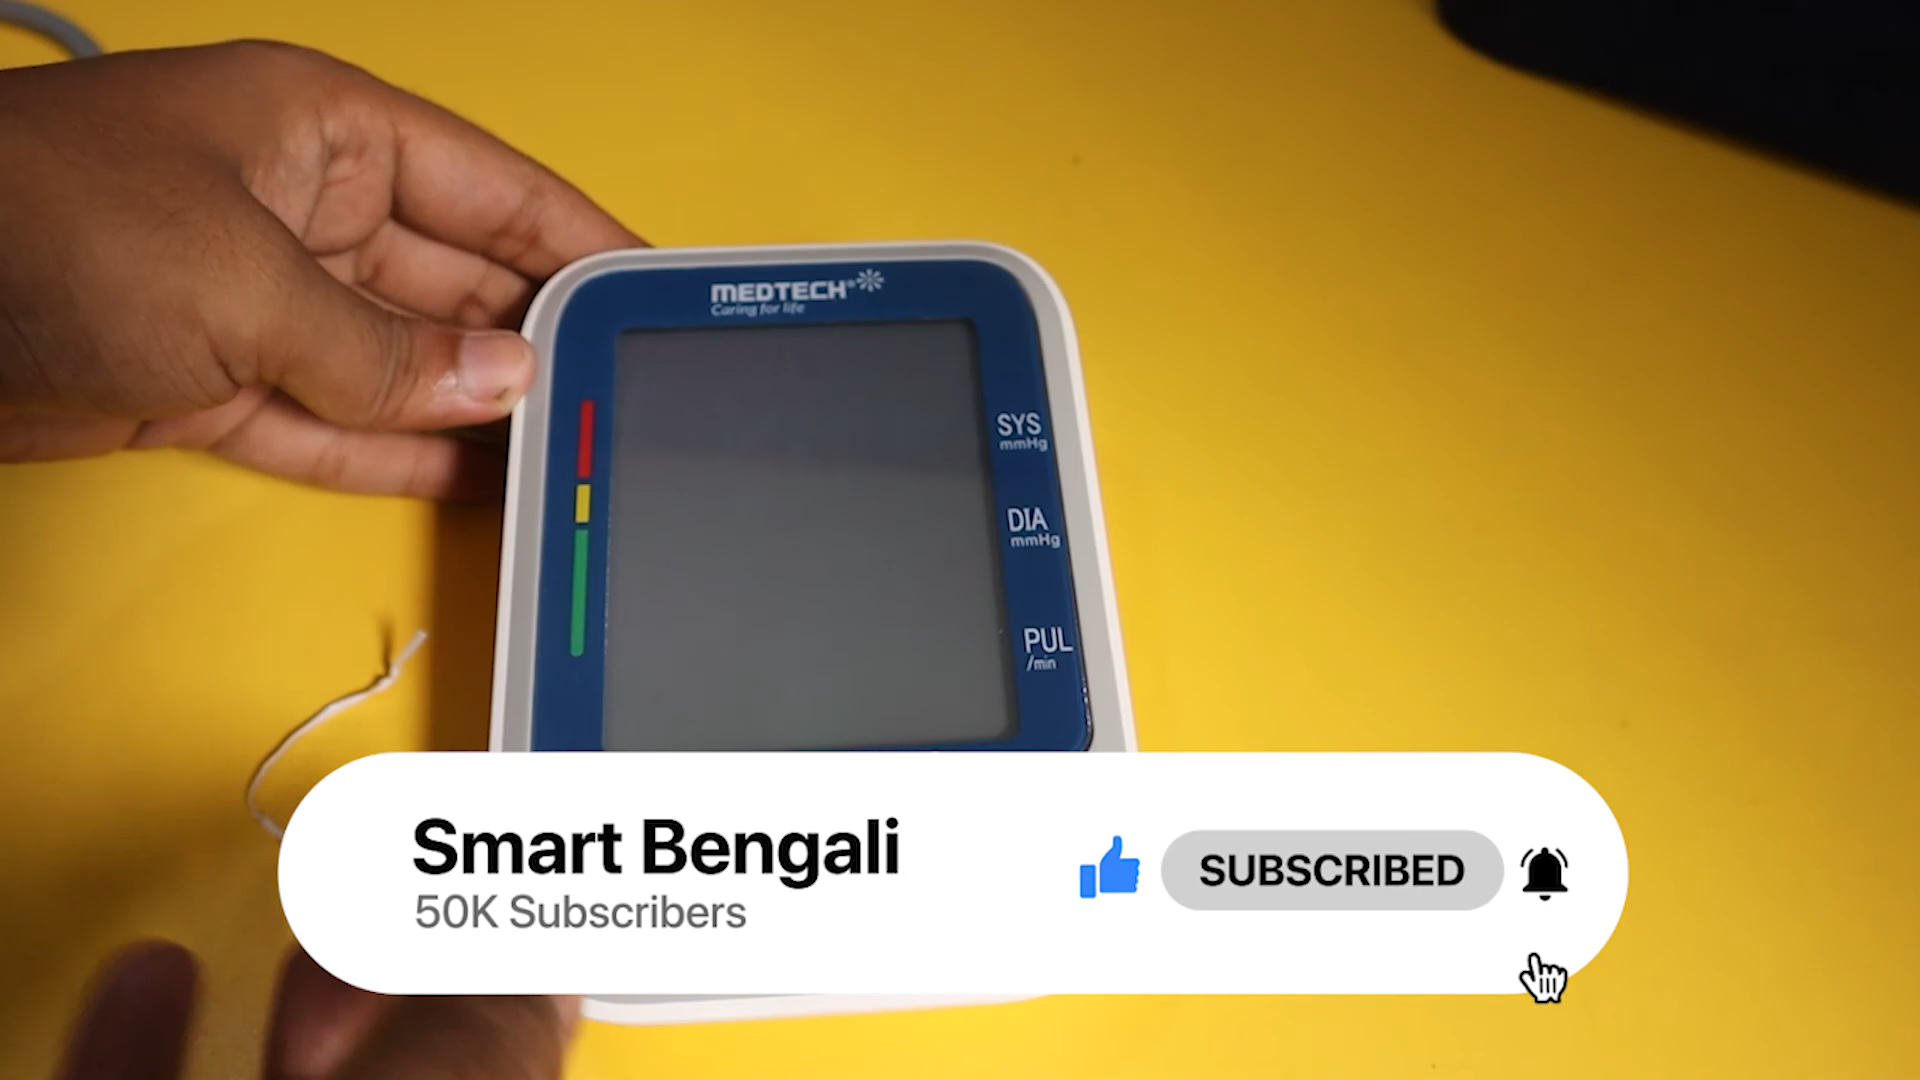 MEDTECH®
Caring for life
SYS
mmHg
DIA
mmHg
PUL
/min
Smart Bengali
50K Subscribers
SUBSCRIBED